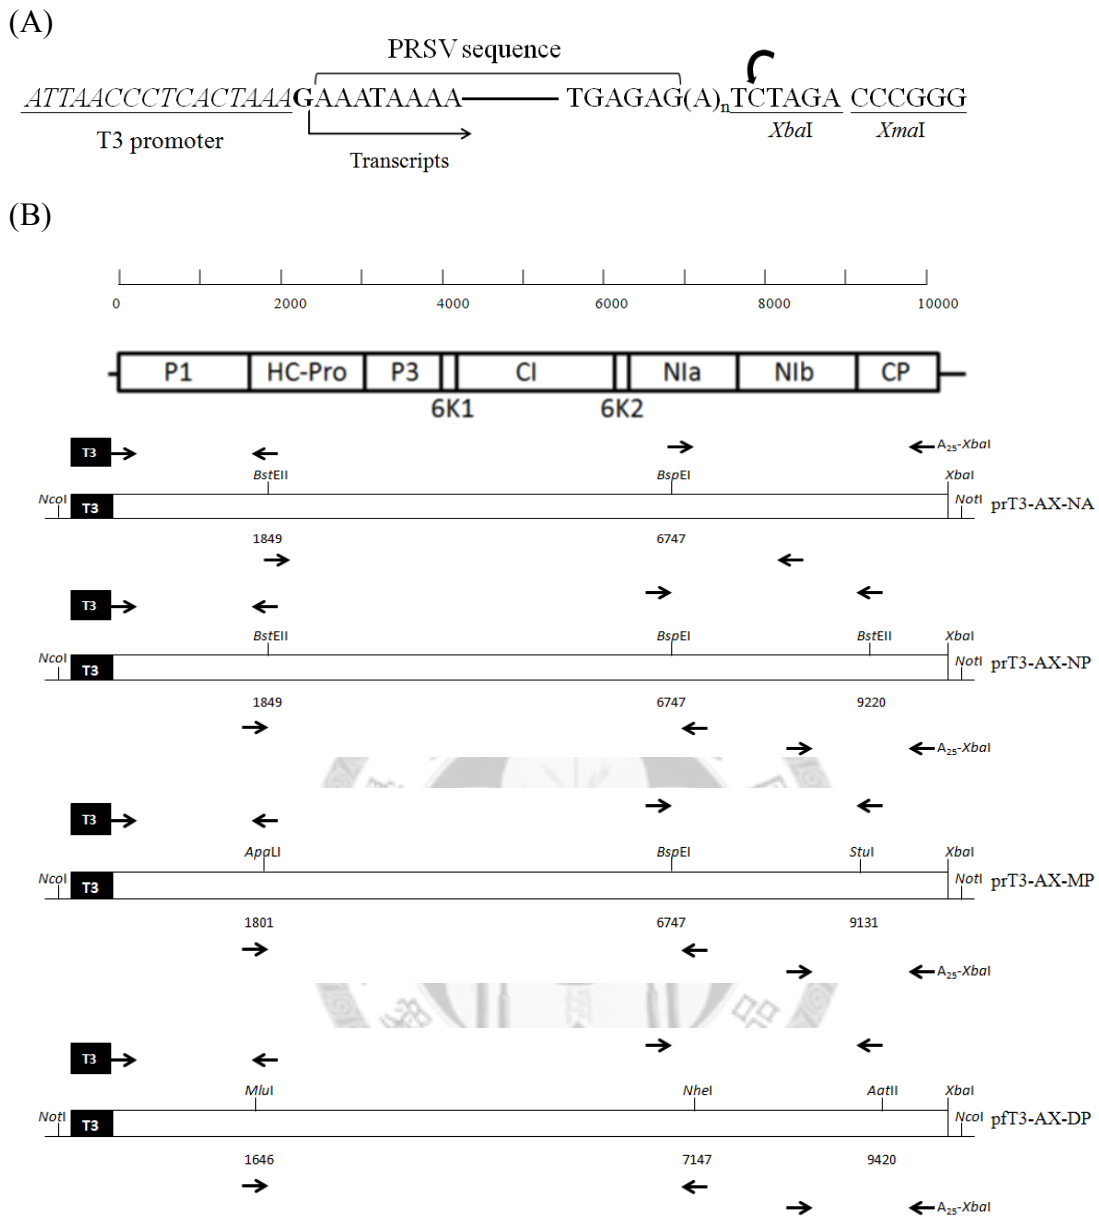 (A)
PRSV sequence
ATTAACCCTCACTAAAGAAATAAAA TGAGAG(A)nTCTAGA CCCGGG
T3 promoter XbaI XmaI
Transcripts
(B)
0 2000 4000 6000 8000 10000
P1 HC-Pro P3 CI NIa NIb CP
6K1 6K2
T3 A25-XbaI
BstEII BspEI XbaI
NcoI T3 NotI prT3-AX-NA
1849 6747
T3
BstEII BspEI BstEII XbaI
NcoI T3 NotI prT3-AX-NP
1849 6747 9220
A25-XbaI
T3
ApaLI BspEI StuI XbaI
NcoI T3 NotI prT3-AX-MP
1801 6747 9131
A25-XbaI
T3
MluI NheI AatII XbaI
NotI T3 NcoI pfT3-AX-DP
1646 7147 9420
A25-XbaI